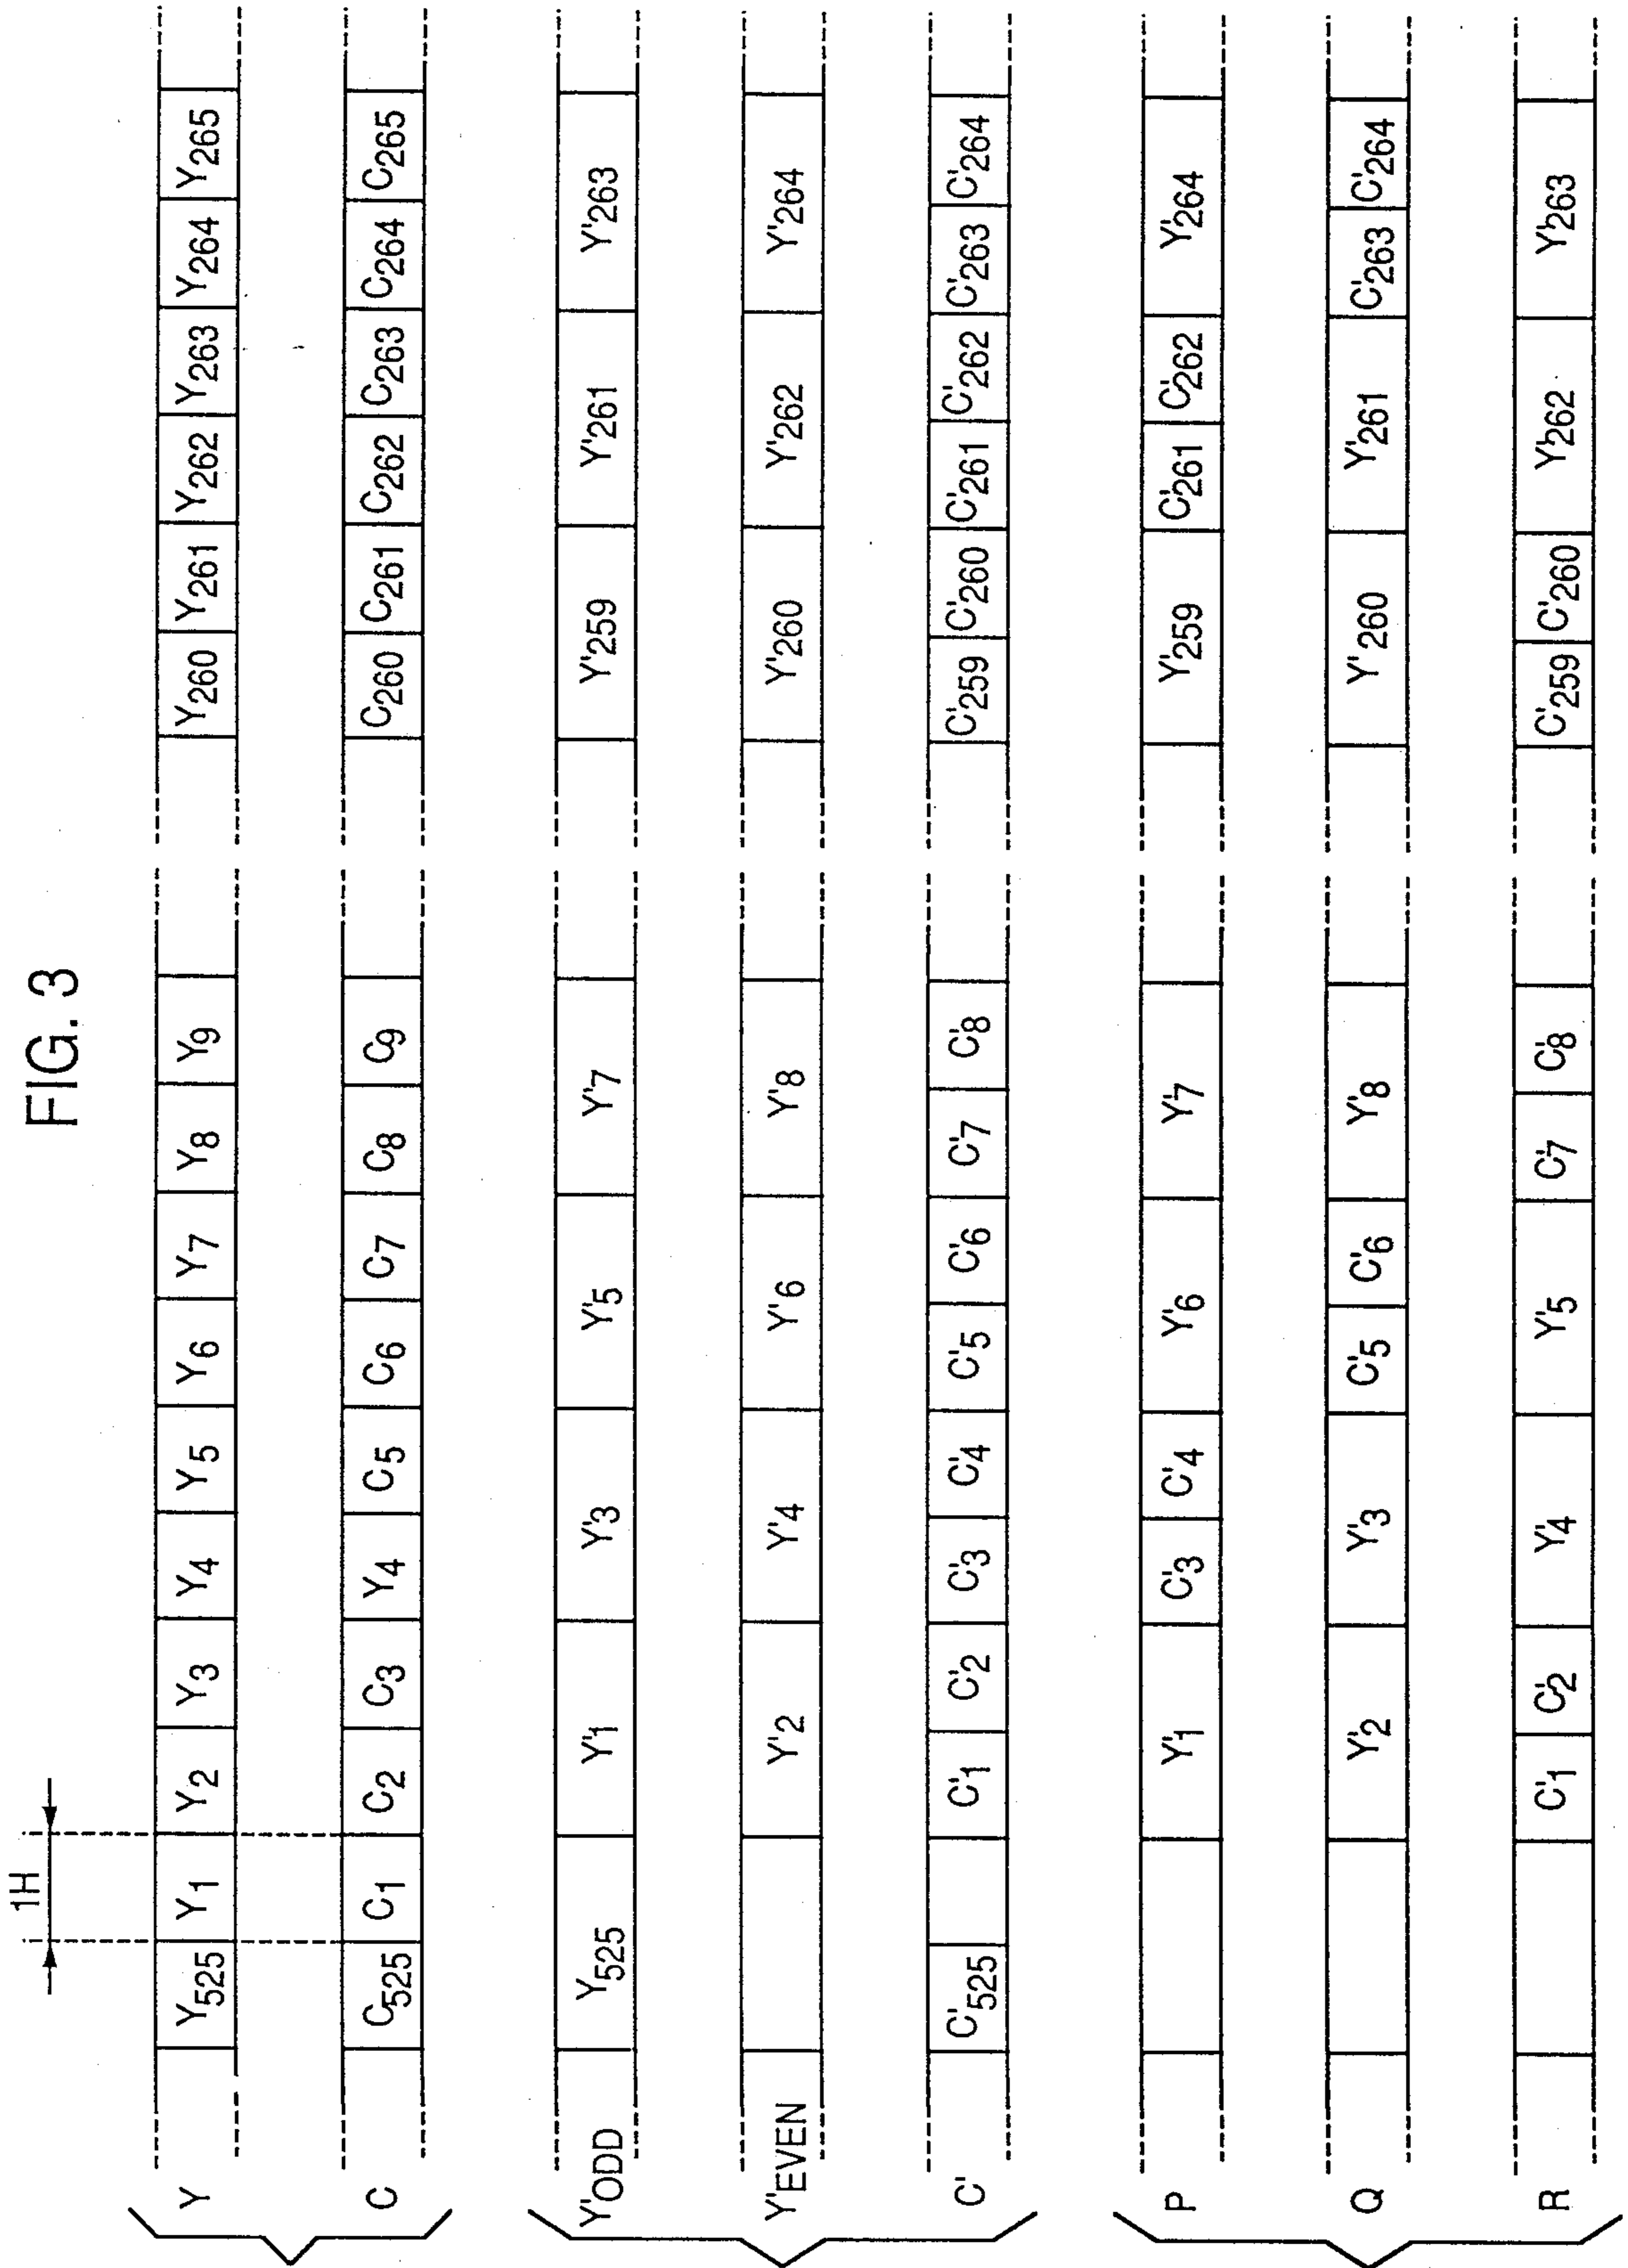 FIG. 3
1H
Y Y525 Y1 Y2 Y3 Y4 Y5 Y6 Y7 Y8 Y9 Y260 Y261 Y262 Y263 Y264 Y265
C C525 C1 C2 C3 Y4 C5 C6 C7 C8 C9 C260 C261 C262 C263 C264 C265
Y'ODD Y525 Y'1 Y'3 Y'5 Y'7 Y'259 Y'261 Y'263
Y'EVEN Y'2 Y'4 Y'6 Y'8 Y'260 Y'262 Y'264
C' C'525 C'1 C'2 C'3 C'4 C'5 C'6 C'7 C'8 C'259 C'260 C'261 C'262 C'263 C'264
P Y'1 C'3 C'4 Y'6 Y'7 Y'259 C'261 C'262 Y'264
Q Y'2 Y'3 C'5 C'6 Y'8 Y'260 Y'261 C'263 C'264
R C'1 C'2 Y'4 Y'5 C'7 C'8 C'259 C'260 Y'262 Y'263